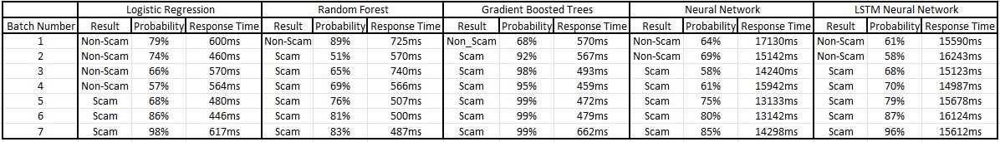 Logistic Regression Random Forest Gradient Boosted Trees Neural Network LSTM Neural Network
Batch Number Result Probability Response Time Result Probability Response Time Result Probability Response Time Result Probability Response Time Result Probability Response Time
1 Non-Scam 79% 600ms Non-Scam 89% 725ms Non_Scam 68% 570ms Non-Scam 64% 17130ms Non-Scam 61% 15590ms
2 Non-Scam 74% 460ms Scam 51% 570ms Scam 92% 567ms Non-Scam 69% 15142ms Non-Scam 58% 16243ms
3 Non-Scam 66% 570ms Scam 65% 740ms Scam 98% 493ms Scam 58% 14240ms Scam 68% 15123ms
4 Non-Scam 57% 564ms Scam 69% 566ms Scam 95% 459ms Scam 61% 15942ms Scam 70% 14987ms
5 Scam 68% 480ms Scam 76% 507ms Scam 99% 472ms Scam 75% 13133ms Scam 79% 15678ms
6 Scam 86% 446ms Scam 81% 500ms Scam 99% 479ms Scam 80% 13142ms Scam 87% 16124ms
7 Scam 98% 617ms Scam 83% 487ms Scam 99% 662ms Scam 85% 14298ms Scam 96% 15612ms